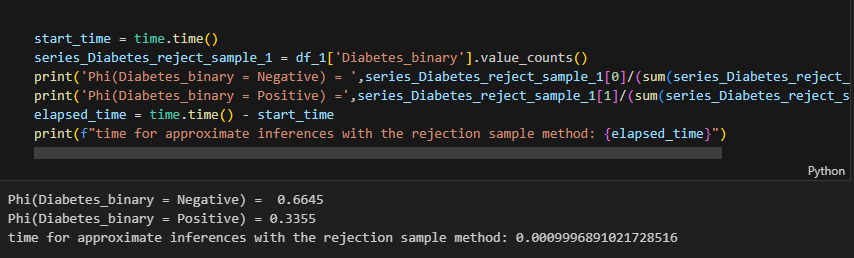 start_time = time.time()
series_Diabetes_reject_sample_1 = df_1['Diabetes_binary'].value_counts()
print('Phi(Diabetes_binary = Negative) = ',series_Diabetes_reject_sample_1[0]/(sum(series_Diabetes_reject_
print('Phi(Diabetes_binary = Positive) =',series_Diabetes_reject_sample_1[1]/(sum(series_Diabetes_reject_s
elapsed_time = time.time() - start_time
print(f"time for approximate inferences with the rejection sample method: {elapsed_time}")
Python
Phi(Diabetes_binary = Negative) =  0.6645
Phi(Diabetes_binary = Positive) = 0.3355
time for approximate inferences with the rejection sample method: 0.0009996891021728516